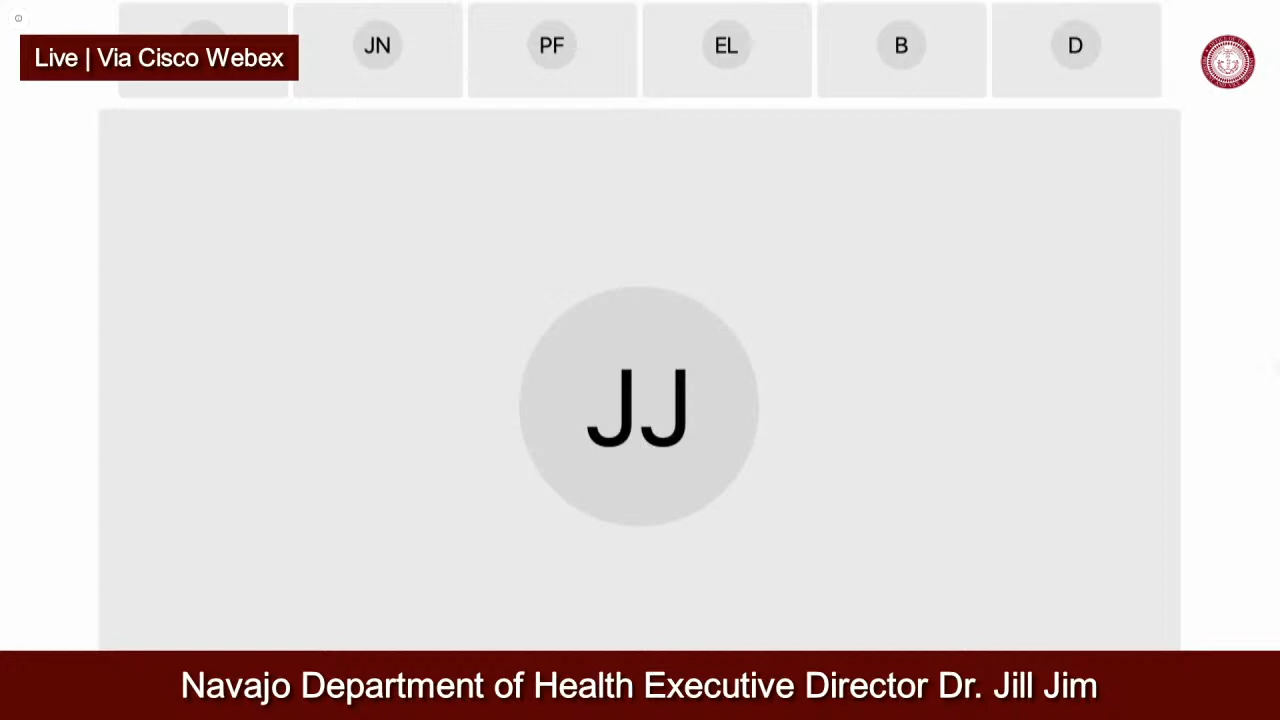 Live | Via Cisco Webex
JN
PF
EL
B
D
JJ
Navajo Department of Health Executive Director Dr. Jill Jim